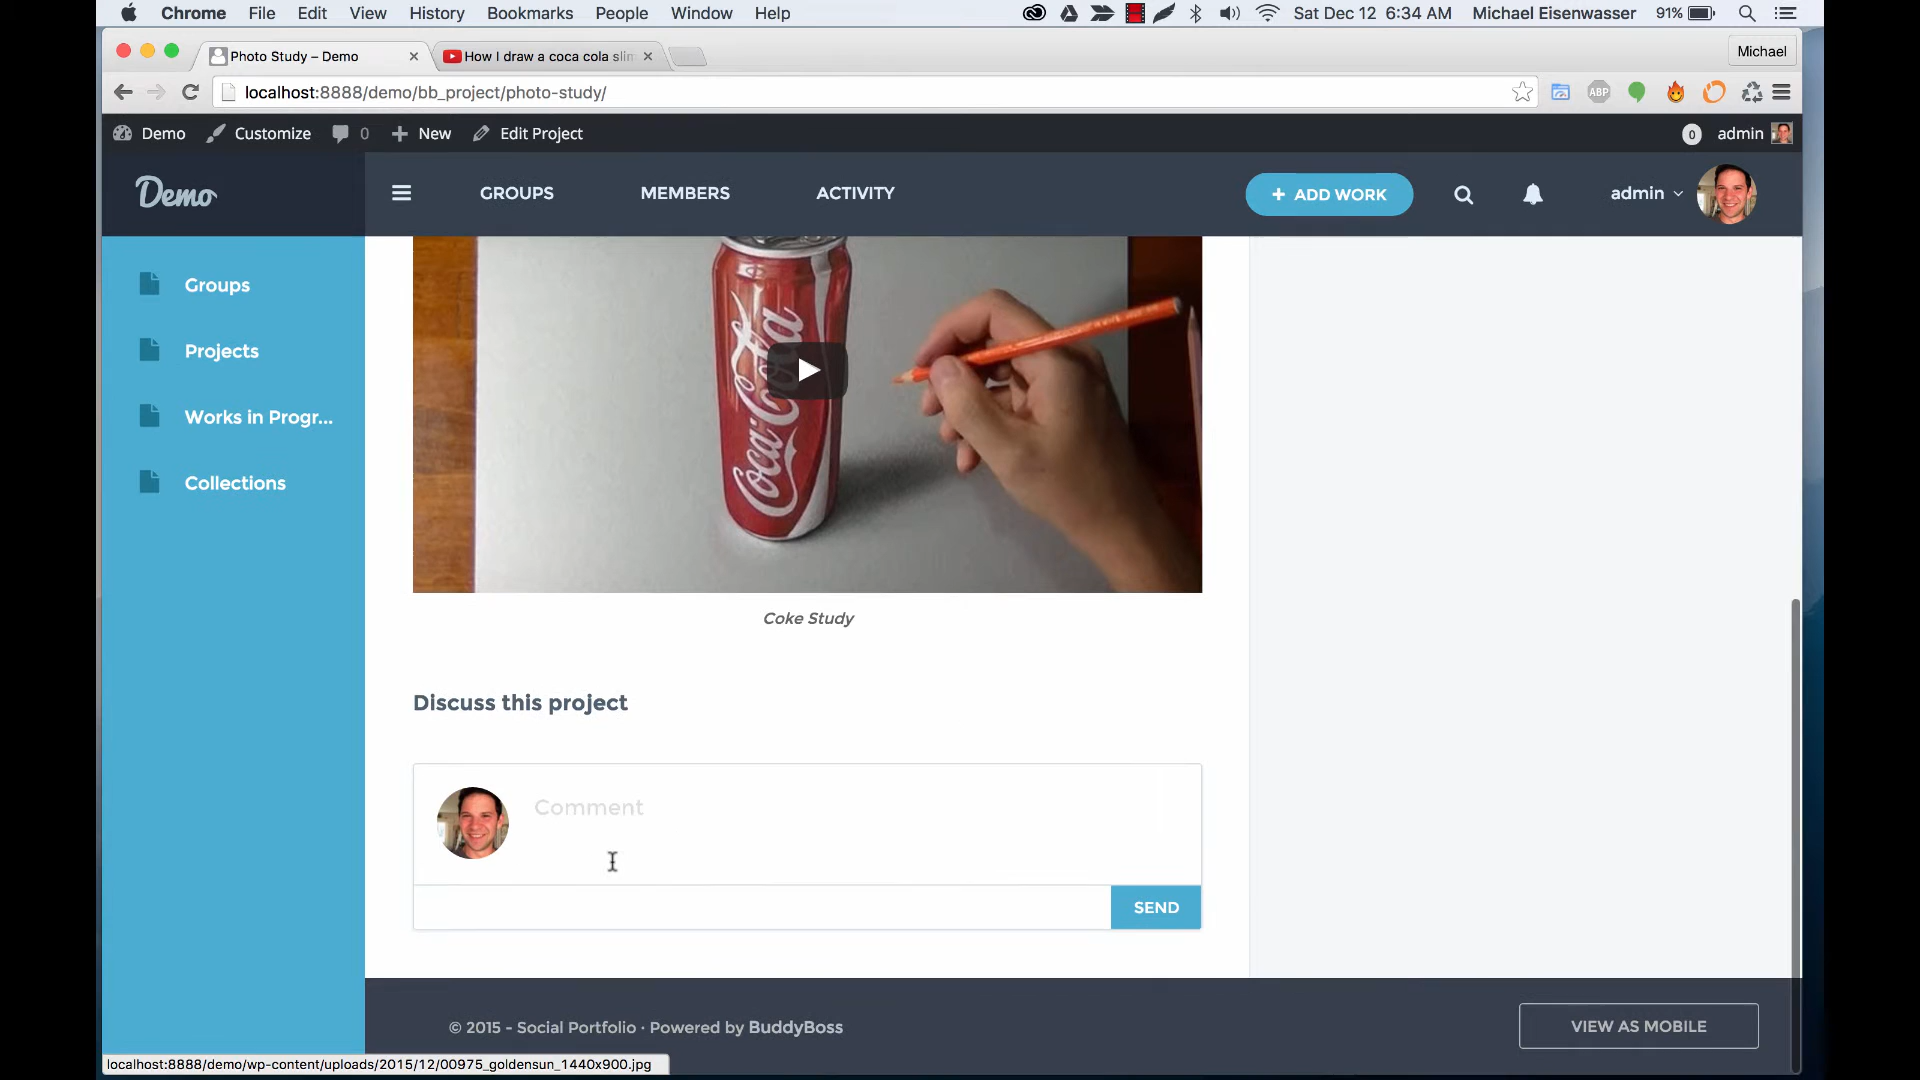 Chrome File Edit View History Bookmarks People Window Help Sat Dec 12 6:34 AM Michael Eisenwasser 91%
Photo Study – Demo How I draw a coca cola slim Michael
localhost:8888/demo/bb_project/photo-study/ ABP
Demo Customize 0 New Edit Project 0 admin
Demo GROUPS MEMBERS ACTIVITY + ADD WORK admin
Groups
Projects
Works in Progr...
Collections
Coca-Cola
Coca-Cola
Coke Study
Discuss this project
Comment
SEND
© 2015 - Social Portfolio · Powered by BuddyBoss VIEW AS MOBILE
localhost:8888/demo/wp-content/uploads/2015/12/00975_goldensun_1440x900.jpg